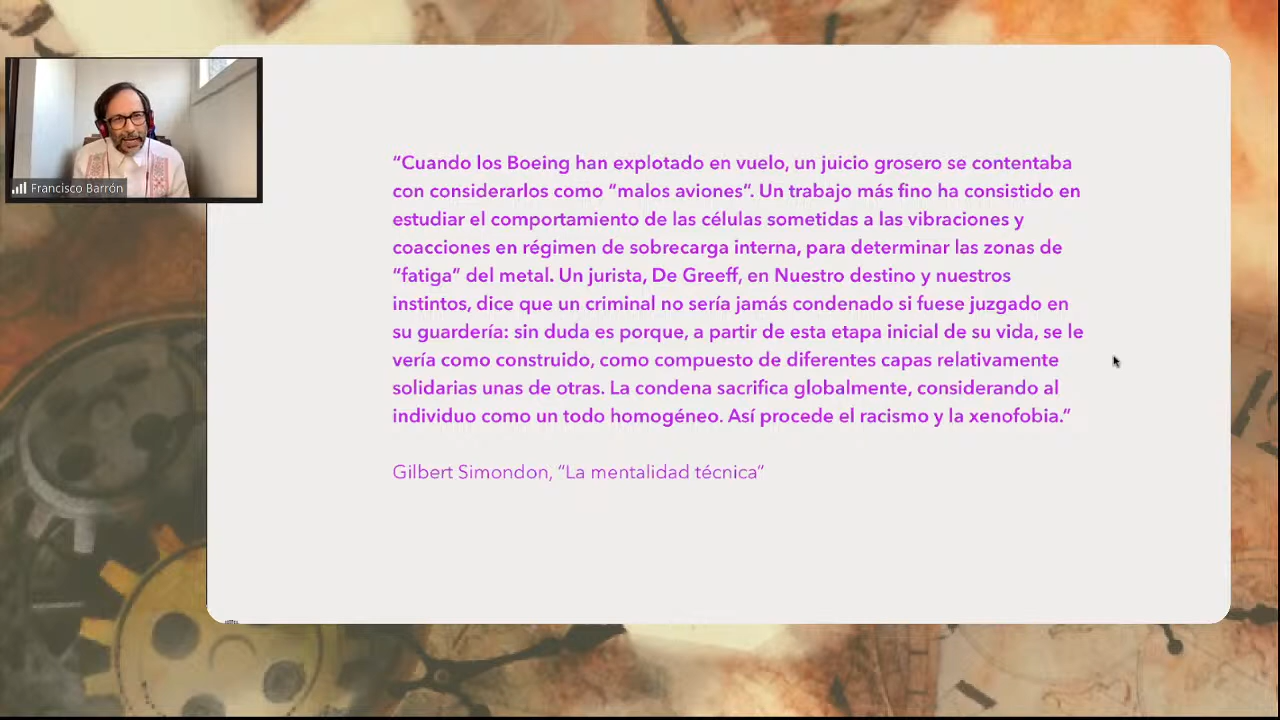 Francisco Barrón
“Cuando los Boeing han explotado en vuelo, un juicio grosero se contentaba
con considerarlos como “malos aviones”. Un trabajo más fino ha consistido en
estudiar el comportamiento de las células sometidas a las vibraciones y
coacciones en régimen de sobrecarga interna, para determinar las zonas de
“fatiga” del metal. Un jurista, De Greeff, en Nuestro destino y nuestros
instintos, dice que un criminal no sería jamás condenado si fuese juzgado en
su guardería: sin duda es porque, a partir de esta etapa inicial de su vida, se le
vería como construido, como compuesto de diferentes capas relativamente
solidarias unas de otras. La condena sacrifica globalmente, considerando al
individuo como un todo homogéneo. Así procede el racismo y la xenofobia.”
Gilbert Simondon, “La mentalidad técnica”